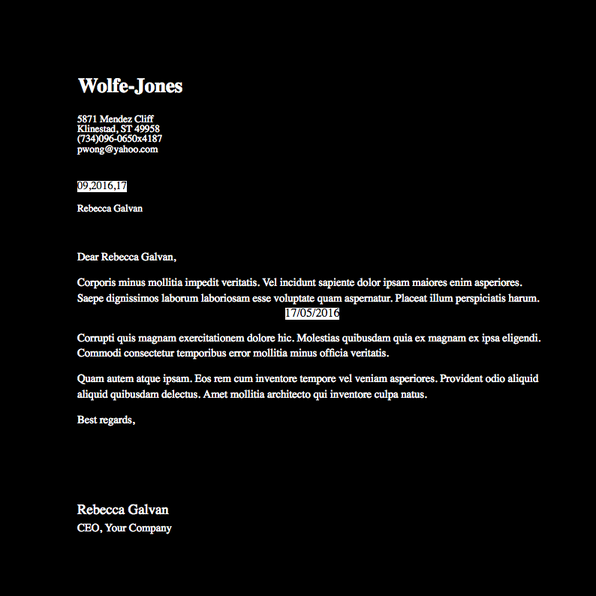 Wolfe-Jones
5871 Mendez Cliff
Klinestad, ST 49958
(734)096-0650x4187
pwong@yahoo.com
09,2016,17
Rebecca Galvan
Dear Rebecca Galvan,
Corporis minus mollitia impedit veritatis. Vel incidunt sapiente dolor ipsam maiores enim asperiores.
Saepe dignissimos laborum laboriosam esse voluptate quam aspernatur. Placeat illum perspiciatis harum.
17/05/2016
Corrupti quis magnam exercitationem dolore hic. Molestias quibusdam quia ex magnam ex ipsa eligendi.
Commodi consectetur temporibus error mollitia minus officia veritatis.
Quam autem atque ipsam. Eos rem cum inventore tempore vel veniam asperiores. Provident odio aliquid
aliquid quibusdam delectus. Amet mollitia architecto qui inventore culpa natus.
Best regards,
Rebecca Galvan
CEO, Your Company